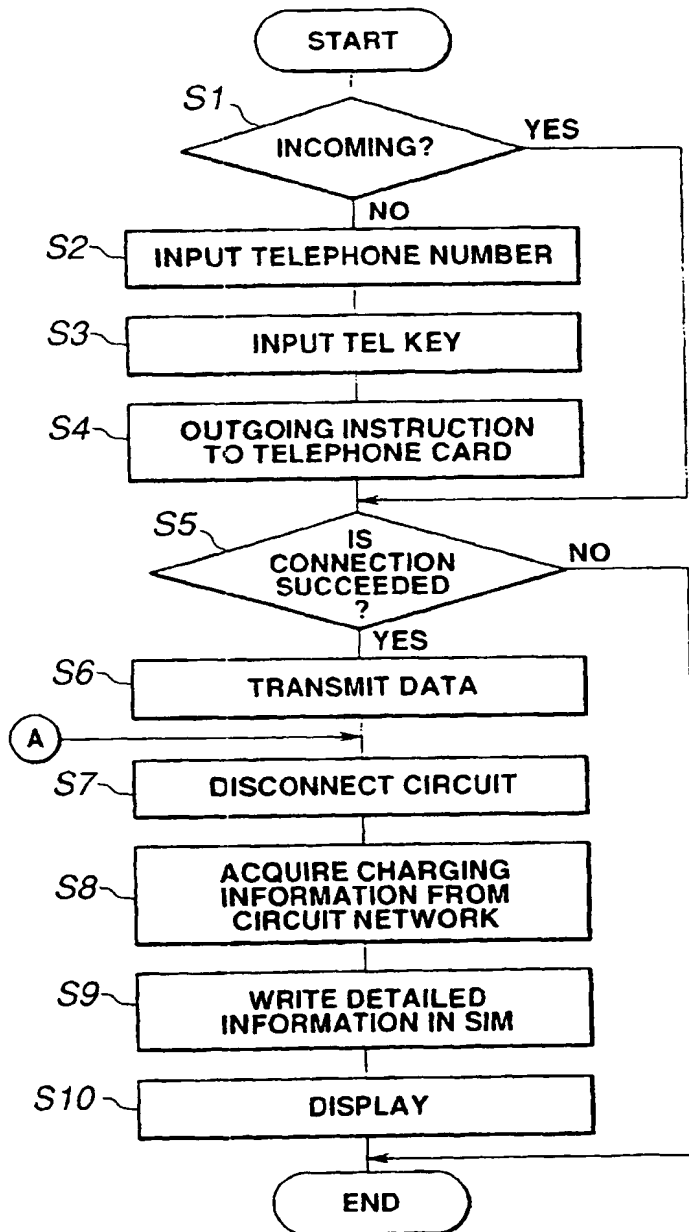 START
S1
INCOMING?
YES
NO
S2
INPUT TELEPHONE NUMBER
S3
INPUT TEL KEY
S4
OUTGOING INSTRUCTION
TO TELEPHONE CARD
S5
IS
CONNECTION
SUCCEEDED
?
NO
YES
S6
TRANSMIT DATA
A
S7
DISCONNECT CIRCUIT
S8
ACQUIRE CHARGING
INFORMATION FROM
CIRCUIT NETWORK
S9
WRITE DETAILED
INFORMATION IN SIM
S10
DISPLAY
END